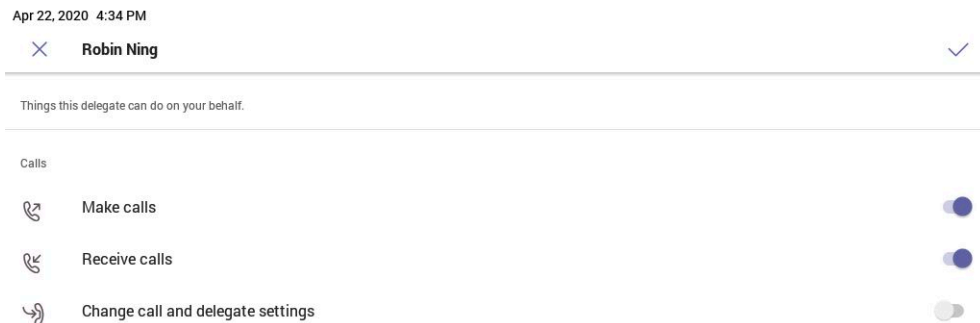 Apr 22, 2020 4:34 PM
Robin Ning
Things this delegate can do on your behalf.
Calls
Make calls
Receive calls
Change call and delegate settings